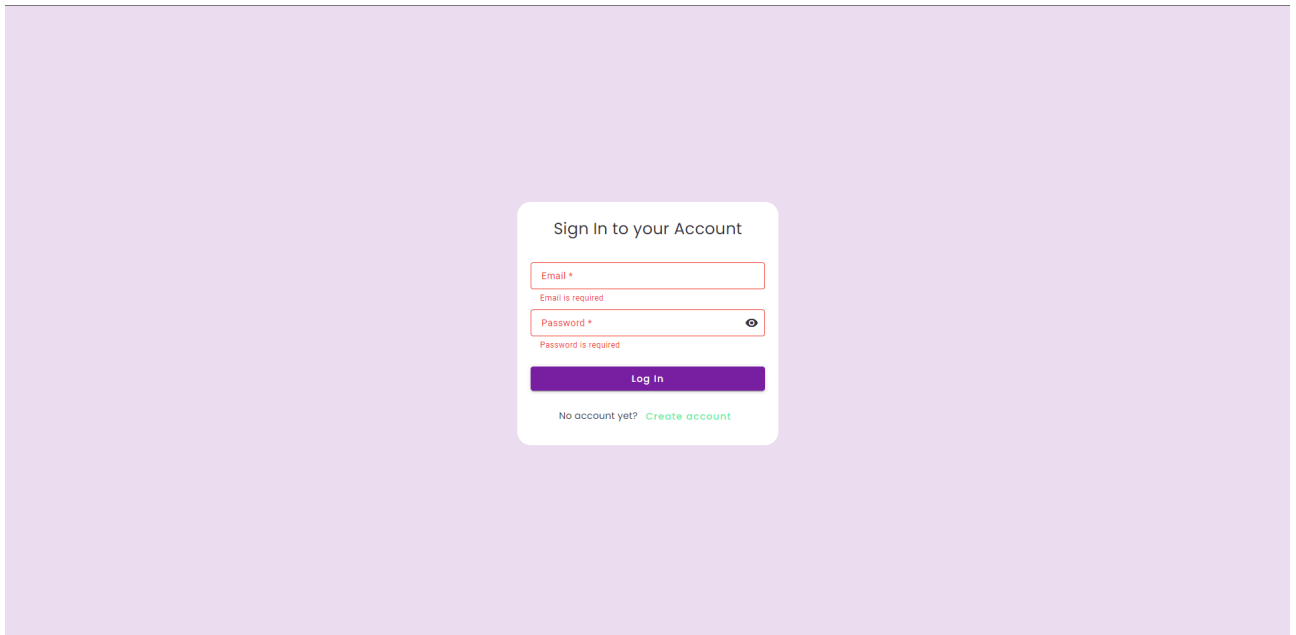 Sign In to your Account
Email *
Email is required
Password *
Password is required
Log In
No account yet? Create account